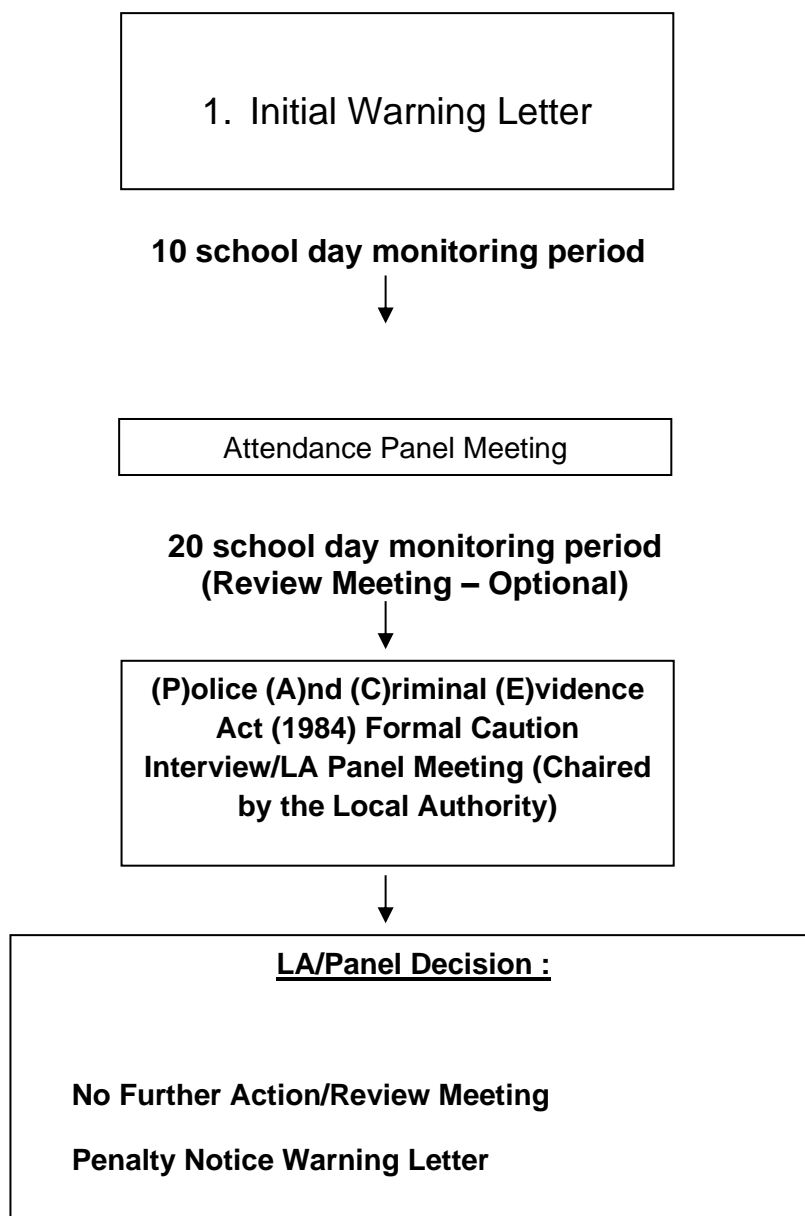 1. Initial Warning Letter
10 school day monitoring period
Attendance Panel Meeting
20 school day monitoring period
(Review Meeting – Optional)
(P)olice (A)nd (C)riminal (E)vidence
Act (1984) Formal Caution
Interview/LA Panel Meeting (Chaired
by the Local Authority)
LA/Panel Decision :
No Further Action/Review Meeting
Penalty Notice Warning Letter